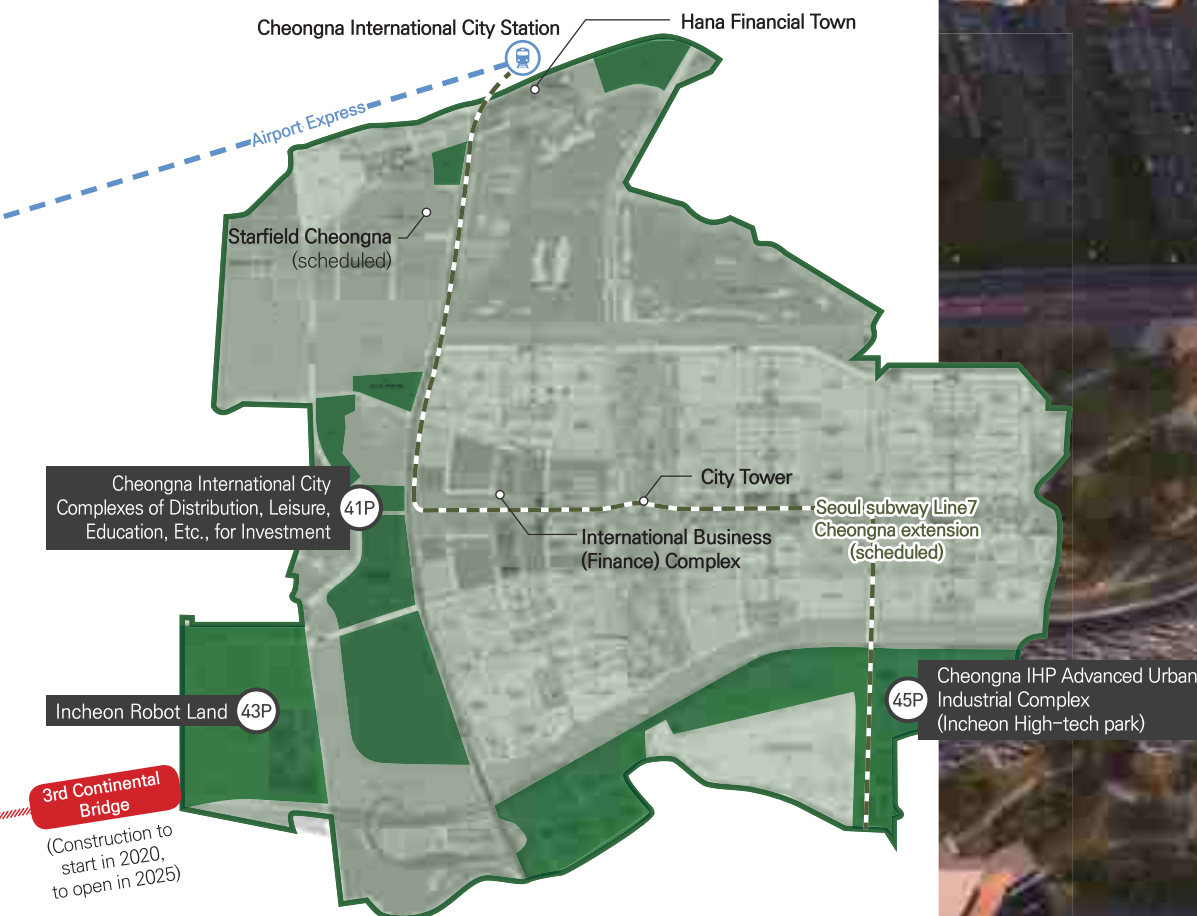 Cheongna International City Station
Hana Financial Town
Airport Express
Starfield Cheongna
(scheduled)
City Tower
Cheongna International City
Complexes of Distribution, Leisure,
Education, Etc., for Investment
41P
Seoul subway Line7
Cheongna extension
(scheduled)
International Business
(Finance) Complex
Incheon Robot Land
43P
45P
Cheongna IHP Advanced Urban
Industrial Complex
(Incheon High-tech park)
3rd Continental
Bridge
(Construction to
start in 2020,
to open in 2025)